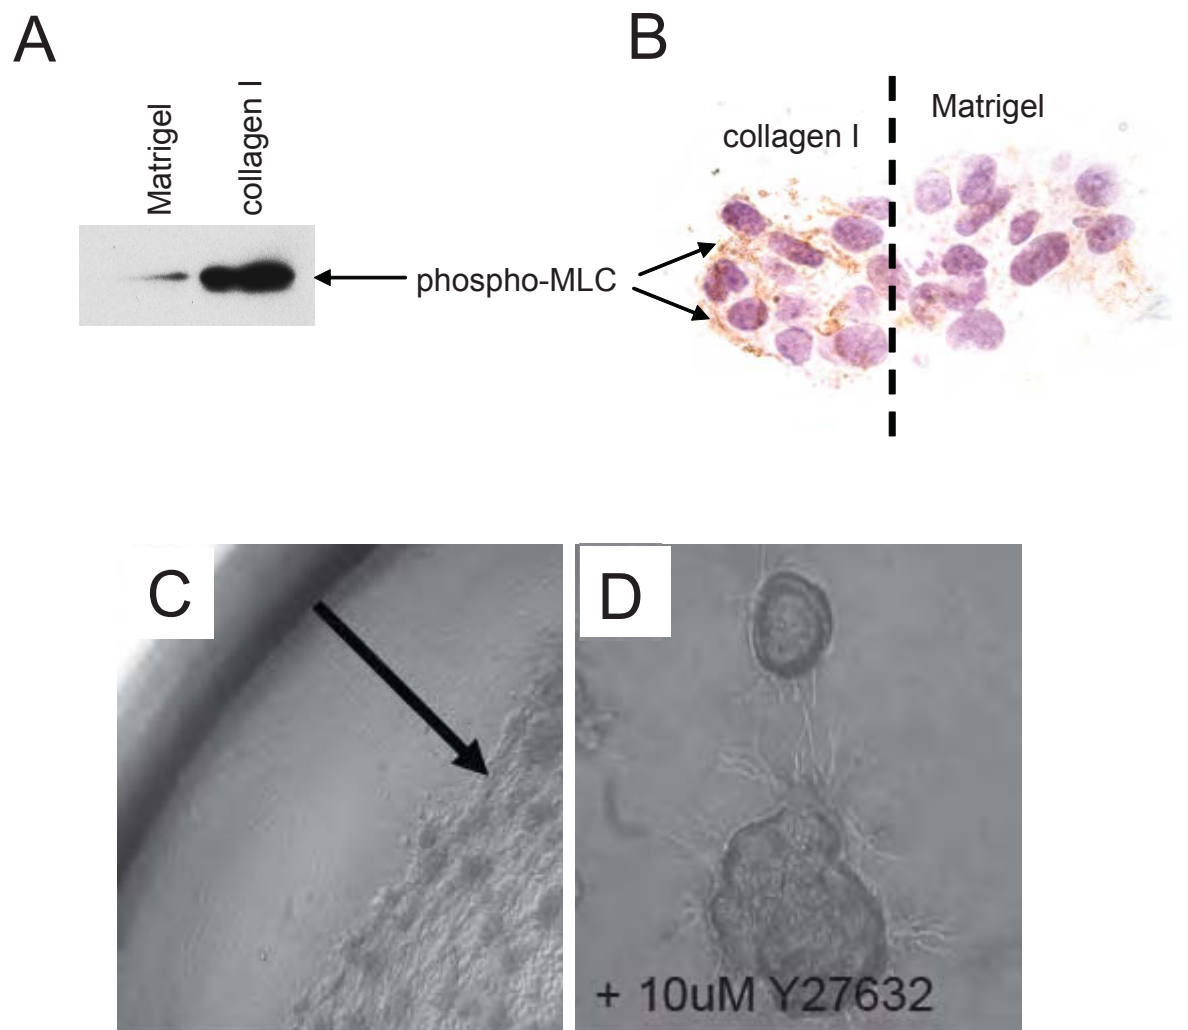 A
B
Matrigel
collagen I
collagen I
Matrigel
phospho-MLC
C
D
+ 10uM Y27632